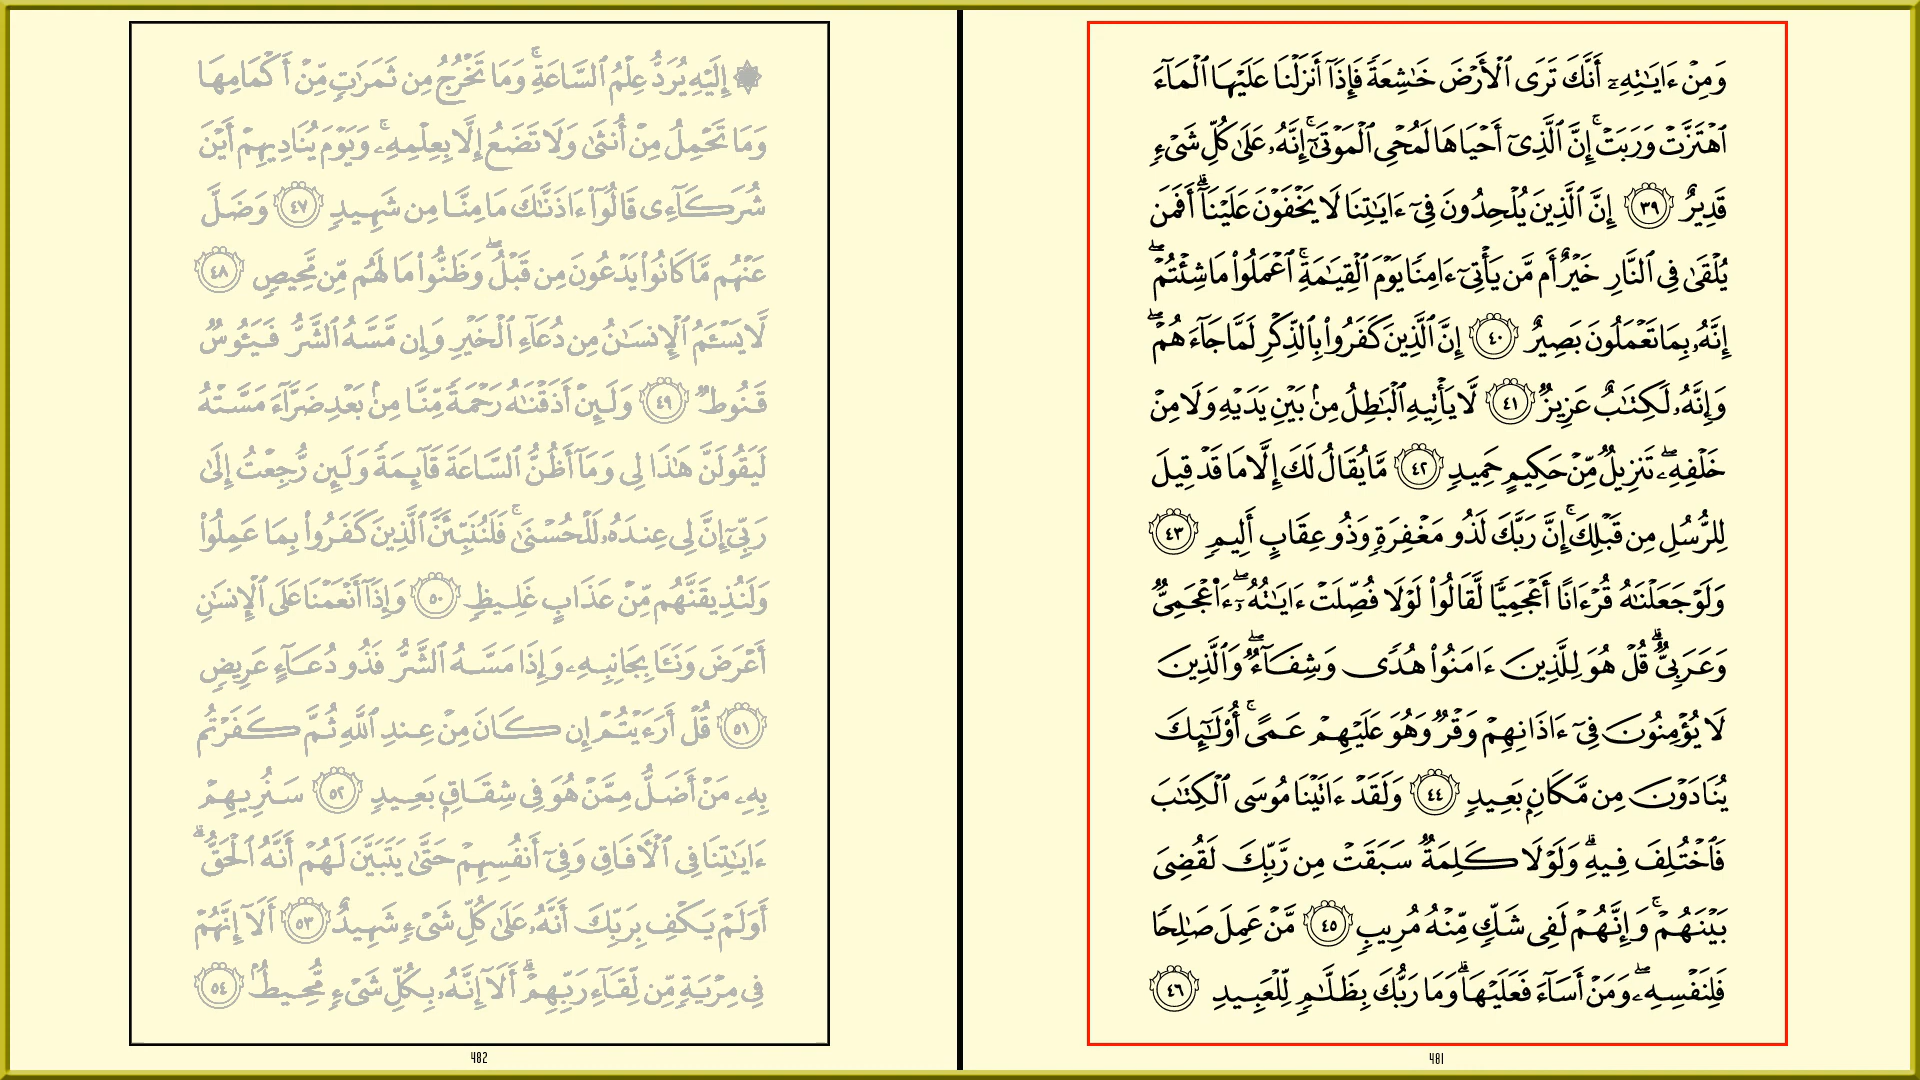 وَمِنْ ءَايَٰتِهِۦٓ أَنَّكَ تَرَى ٱلْأَرْضَ خَٰشِعَةً فَإِذَآ أَنزَلْنَا عَلَيْهَا ٱلْمَآءَ
ٱهْتَزَّتْ وَرَبَتْ ۚ إِنَّ ٱلَّذِىٓ أَحْيَاهَا لَمُحْىِ ٱلْمَوْتَىٰٓ ۚ إِنَّهُۥ عَلَىٰ كُلِّ شَىْءٍ
قَدِيرٌ ٣٩ إِنَّ ٱلَّذِينَ يُلْحِدُونَ فِىٓ ءَايَٰتِنَا لَا يَخْفَوْنَ عَلَيْنَآ ۗ أَفَمَن
يُلْقَىٰ فِى ٱلنَّارِ خَيْرٌ أَم مَّن يَأْتِىٓ ءَامِنًا يَوْمَ ٱلْقِيَٰمَةِ ۚ ٱعْمَلُوا۟ مَا شِئْتُمْ ۖ
إِنَّهُۥ بِمَا تَعْمَلُونَ بَصِيرٌ ٤٠ إِنَّ ٱلَّذِينَ كَفَرُوا۟ بِٱلذِّكْرِ لَمَّا جَآءَهُمْ ۖ
وَإِنَّهُۥ لَكِتَٰبٌ عَزِيزٌ ٤١ لَّا يَأْتِيهِ ٱلْبَٰطِلُ مِنۢ بَيْنِ يَدَيْهِ وَلَا مِنْ
خَلْفِهِۦ ۖ تَنزِيلٌ مِّنْ حَكِيمٍ حَمِيدٍ ٤٢ مَّا يُقَالُ لَكَ إِلَّا مَا قَدْ قِيلَ
لِلرُّسُلِ مِن قَبْلِكَ ۚ إِنَّ رَبَّكَ لَذُو مَغْفِرَةٍ وَذُو عِقَابٍ أَلِيمٍ ٤٣
وَلَوْ جَعَلْنَٰهُ قُرْءَانًا أَعْجَمِيًّا لَّقَالُوا۟ لَوْلَا فُصِّلَتْ ءَايَٰتُهُۥٓ ۖ ءَا۬عْجَمِىٌّ
وَعَرَبِىٌّ ۗ قُلْ هُوَ لِلَّذِينَ ءَامَنُوا۟ هُدًى وَشِفَآءٌ ۖ وَٱلَّذِينَ
لَا يُؤْمِنُونَ فِىٓ ءَاذَانِهِمْ وَقْرٌ وَهُوَ عَلَيْهِمْ عَمًى ۚ أُو۟لَٰٓئِكَ
يُنَادَوْنَ مِن مَّكَانٍۭ بَعِيدٍ ٤٤ وَلَقَدْ ءَاتَيْنَا مُوسَى ٱلْكِتَٰبَ
فَٱخْتُلِفَ فِيهِ ۗ وَلَوْلَا كَلِمَةٌ سَبَقَتْ مِن رَّبِّكَ لَقُضِىَ
بَيْنَهُمْ ۚ وَإِنَّهُمْ لَفِى شَكٍّ مِّنْهُ مُرِيبٍ ٤٥ مَّنْ عَمِلَ صَٰلِحًا
فَلِنَفْسِهِۦ ۖ وَمَنْ أَسَآءَ فَعَلَيْهَا ۗ وَمَا رَبُّكَ بِظَلَّٰمٍ لِّلْعَبِيدِ ٤٦
481
۞ إِلَيْهِ يُرَدُّ عِلْمُ ٱلسَّاعَةِ ۚ وَمَا تَخْرُجُ مِن ثَمَرَٰتٍ مِّنْ أَكْمَامِهَا
وَمَا تَحْمِلُ مِنْ أُنثَىٰ وَلَا تَضَعُ إِلَّا بِعِلْمِهِۦ ۚ وَيَوْمَ يُنَادِيهِمْ أَيْنَ
شُرَكَآءِى قَالُوٓا۟ ءَاذَنَّٰكَ مَا مِنَّا مِن شَهِيدٍ ٤٧ وَضَلَّ
عَنْهُم مَّا كَانُوا۟ يَدْعُونَ مِن قَبْلُ ۖ وَظَنُّوا۟ مَا لَهُم مِّن مَّحِيصٍ ٤٨
لَّا يَسْـَٔمُ ٱلْإِنسَٰنُ مِن دُعَآءِ ٱلْخَيْرِ وَإِن مَّسَّهُ ٱلشَّرُّ فَيَـُٔوسٌ
قَنُوطٌ ٤٩ وَلَئِنْ أَذَقْنَٰهُ رَحْمَةً مِّنَّا مِنۢ بَعْدِ ضَرَّآءَ مَسَّتْهُ
لَيَقُولَنَّ هَٰذَا لِى وَمَآ أَظُنُّ ٱلسَّاعَةَ قَآئِمَةً وَلَئِن رُّجِعْتُ إِلَىٰ
رَبِّىٓ إِنَّ لِى عِندَهُۥ لَلْحُسْنَىٰ ۚ فَلَنُنَبِّئَنَّ ٱلَّذِينَ كَفَرُوا۟ بِمَا عَمِلُوا۟
وَلَنُذِيقَنَّهُم مِّنْ عَذَابٍ غَلِيظٍ ٥٠ وَإِذَآ أَنْعَمْنَا عَلَى ٱلْإِنسَٰنِ
أَعْرَضَ وَنَـَٔا بِجَانِبِهِۦ وَإِذَا مَسَّهُ ٱلشَّرُّ فَذُو دُعَآءٍ عَرِيضٍ
٥١ قُلْ أَرَءَيْتُمْ إِن كَانَ مِنْ عِندِ ٱللَّهِ ثُمَّ كَفَرْتُم
بِهِۦ مَنْ أَضَلُّ مِمَّنْ هُوَ فِى شِقَاقٍۭ بَعِيدٍ ٥٢ سَنُرِيهِمْ
ءَايَٰتِنَا فِى ٱلْءَافَاقِ وَفِىٓ أَنفُسِهِمْ حَتَّىٰ يَتَبَيَّنَ لَهُمْ أَنَّهُ ٱلْحَقُّ ۗ
أَوَلَمْ يَكْفِ بِرَبِّكَ أَنَّهُۥ عَلَىٰ كُلِّ شَىْءٍ شَهِيدٌ ٥٣ أَلَآ إِنَّهُمْ
فِى مِرْيَةٍ مِّن لِّقَآءِ رَبِّهِمْ ۗ أَلَآ إِنَّهُۥ بِكُلِّ شَىْءٍ مُّحِيطٌۢ ٥٤
482